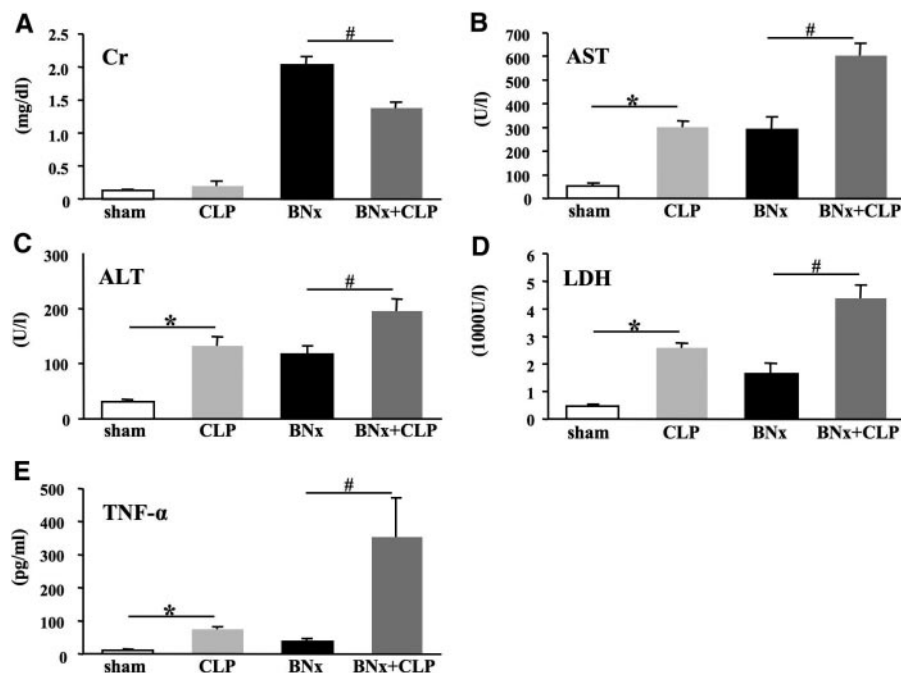 A
Cr
#
(mg/dl)
2.5
2.0
1.5
1.0
0.5
0
sham CLP BNx BNx+CLP
B
AST
*
#
(U/l)
700
600
500
400
300
200
100
0
sham CLP BNx BNx+CLP
C
ALT
*
#
(U/l)
300
200
100
0
sham CLP BNx BNx+CLP
D
LDH
*
#
(1000U/l)
6
5
4
3
2
1
0
sham CLP BNx BNx+CLP
E
TNF-α
*
#
(pg/ml)
500
400
300
200
100
0
sham CLP BNx BNx+CLP